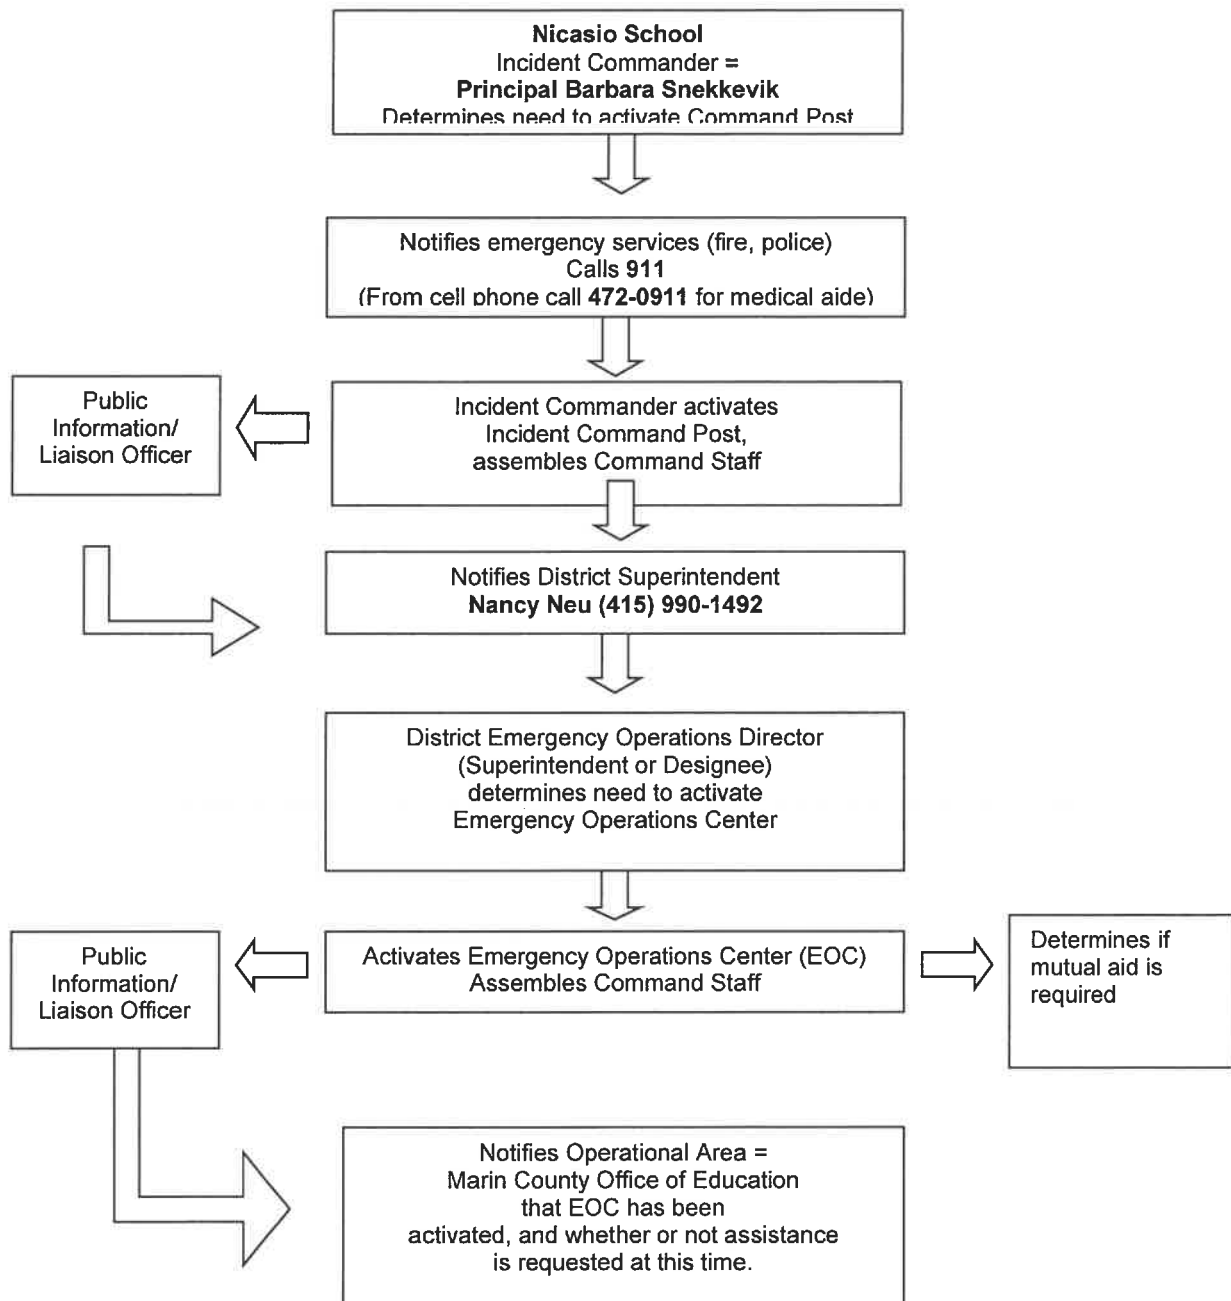 Nicasio School
Incident Commander =
Principal Barbara Snekkevik
Determines need to activate Command Post
Notifies emergency services (fire, police)
Calls 911
(From cell phone call 472-0911 for medical aide)
Public
Information/
Liaison Officer
Incident Commander activates
Incident Command Post,
assembles Command Staff
Notifies District Superintendent
Nancy Neu (415) 990-1492
District Emergency Operations Director
(Superintendent or Designee)
determines need to activate
Emergency Operations Center
Public
Information/
Liaison Officer
Activates Emergency Operations Center (EOC)
Assembles Command Staff
Determines if
mutual aid is
required
Notifies Operational Area =
Marin County Office of Education
that EOC has been
activated, and whether or not assistance
is requested at this time.